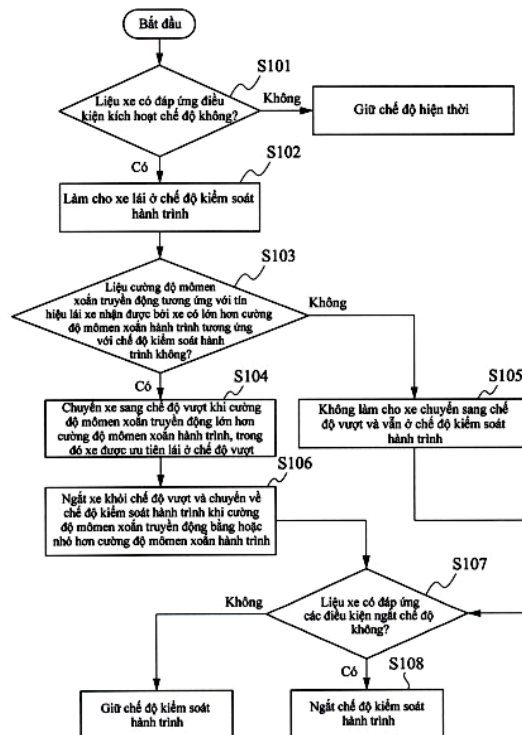 Bắt đầu
S101
Liệu xe có đáp ứng điều
kiện kích hoạt chế độ không?
Không
Giữ chế độ hiện thời
Có
S102
Làm cho xe lái ở chế độ kiểm soát
hành trình
S103
Liệu cường độ mômen
xoắn truyền động tương ứng với tín
hiệu lái xe nhận được bởi xe có lớn hơn cường
độ mômen xoắn hành trình tương ứng
với chế độ kiểm soát hành
trình không?
Không
Có
S104
Chuyển xe sang chế độ vượt khi cường
độ mômen xoắn truyền động lớn hơn
cường độ mômen xoắn hành trình, trong
đó xe được ưu tiên lái ở chế độ vượt
S105
Không làm cho xe chuyển sang chế
độ vượt và vẫn ở chế độ kiểm soát
hành trình
S106
Ngắt xe khỏi chế độ vượt và chuyển về
chế độ kiểm soát hành trình khi cường
độ mômen xoắn truyền động bằng hoặc
nhỏ hơn cường độ mômen xoắn hành trình
S107
Liệu xe có đáp ứng
các điều kiện ngắt chế độ
không?
Không
Có
S108
Giữ chế độ kiểm soát
hành trình
Ngắt chế độ kiểm soát
hành trình